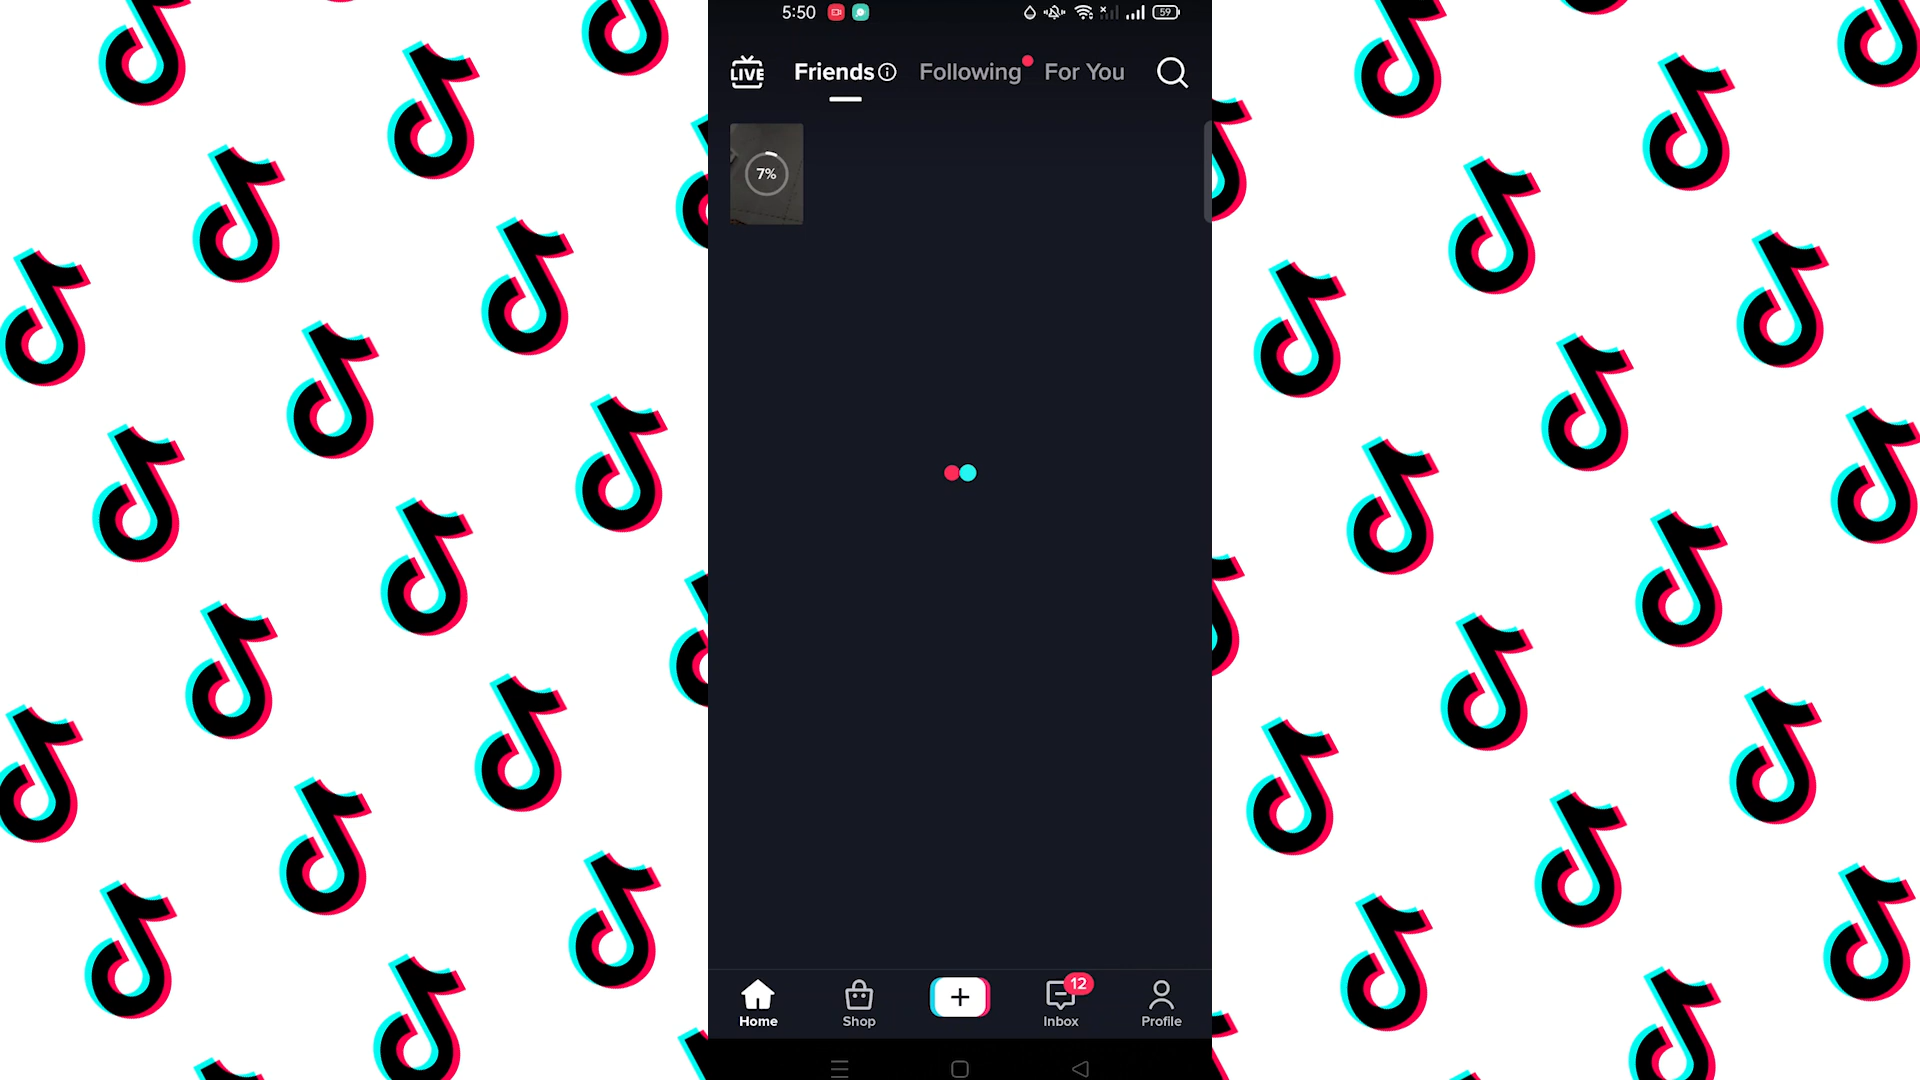 5:50
59
LIVE
Friends
Following
For You
7%
12
Home
Shop
Inbox
Profile